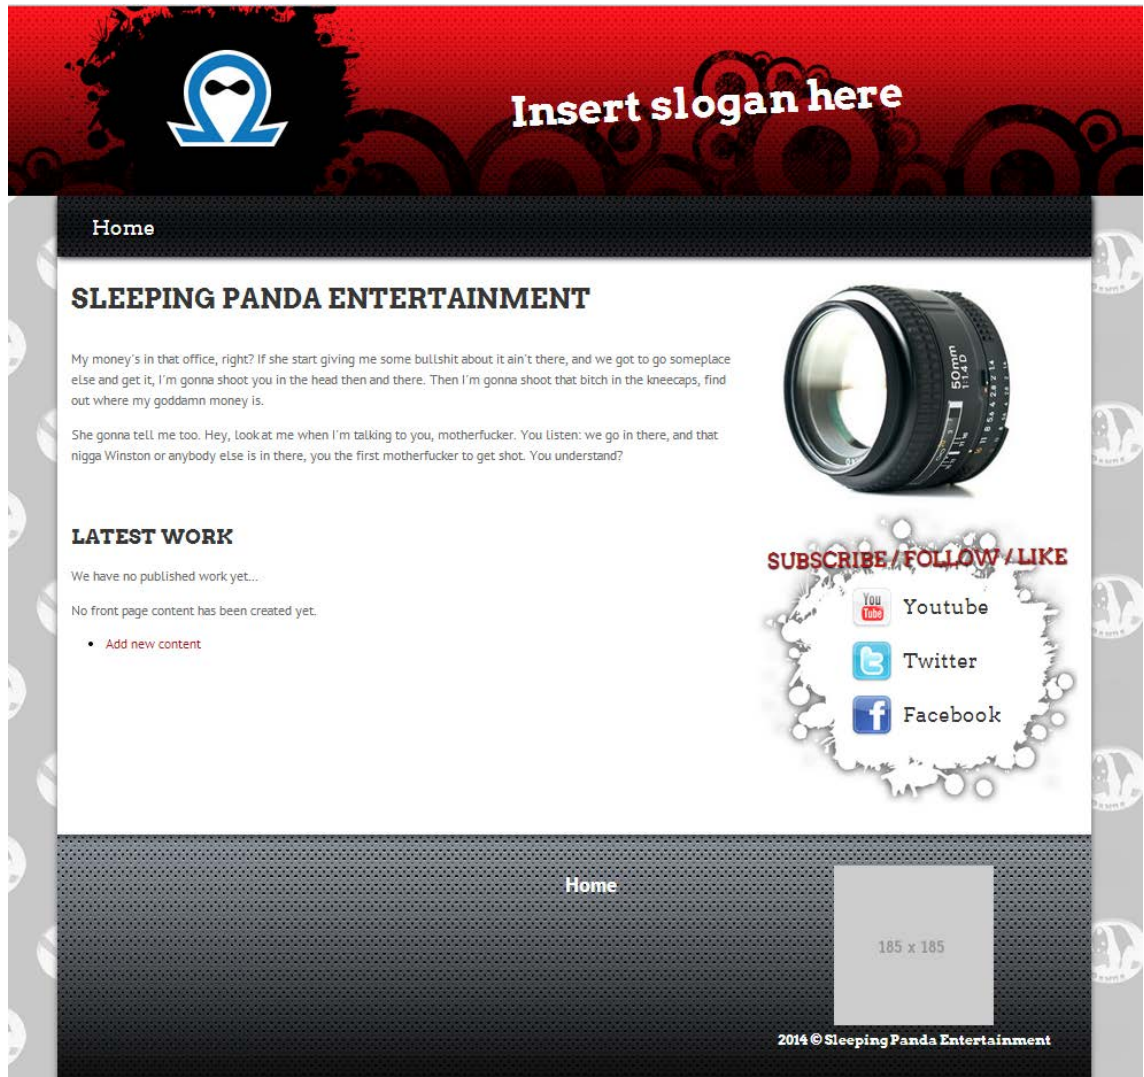 Insert slogan here
Home
SLEEPING PANDA ENTERTAINMENT
My money's in that office, right? If she start giving me some bullshit about it ain't there, and we got to go someplace
else and get it, I'm gonna shoot you in the head then and there. Then I'm gonna shoot that bitch in the kneecaps, find
out where my goddamn money is.
She gonna tell me too. Hey, look at me when I'm talking to you, motherfucker. You listen: we go in there, and that
nigga Winston or anybody else is in there, you the first motherfucker to get shot. You understand?
50mm
1:1.4 D
LATEST WORK
We have no published work yet...
No front page content has been created yet.
Add new content
SUBSCRIBE / FOLLOW / LIKE
You
Tube
Youtube
Twitter
Facebook
Home
185 x 185
2014 © Sleeping Panda Entertainment